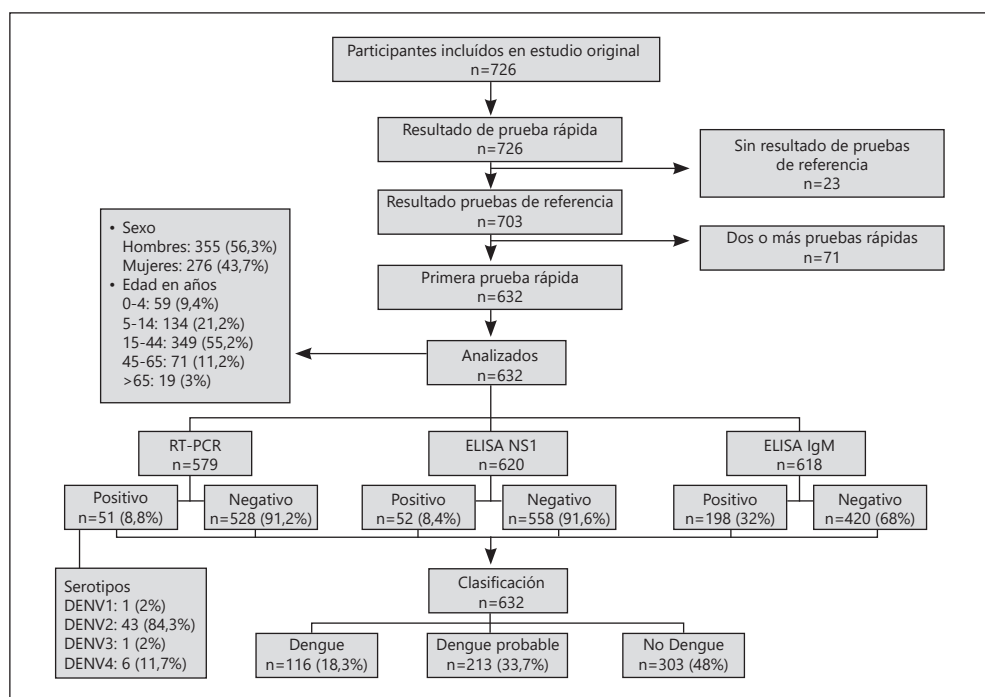 Participantes incluídos en estudio original
n=726
Resultado de prueba rápida
n=726
Sin resultado de pruebas
de referencia
n=23
Resultado pruebas de referencia
n=703
Dos o más pruebas rápidas
n=71
Primera prueba rápida
n=632
• Sexo
Hombres: 355 (56,3%)
Mujeres: 276 (43,7%)
• Edad en años
0-4: 59 (9,4%)
5-14: 134 (21,2%)
15-44: 349 (55,2%)
45-65: 71 (11,2%)
>65: 19 (3%)
Analizados
n=632
RT-PCR
n=579
ELISA NS1
n=620
ELISA IgM
n=618
Positivo
n=51 (8,8%)
Negativo
n=528 (91,2%)
Positivo
n=52 (8,4%)
Negativo
n=558 (91,6%)
Positivo
n=198 (32%)
Negativo
n=420 (68%)
Serotipos
DENV1: 1 (2%)
DENV2: 43 (84,3%)
DENV3: 1 (2%)
DENV4: 6 (11,7%)
Clasificación
n=632
Dengue
n=116 (18,3%)
Dengue probable
n=213 (33,7%)
No Dengue
n=303 (48%)